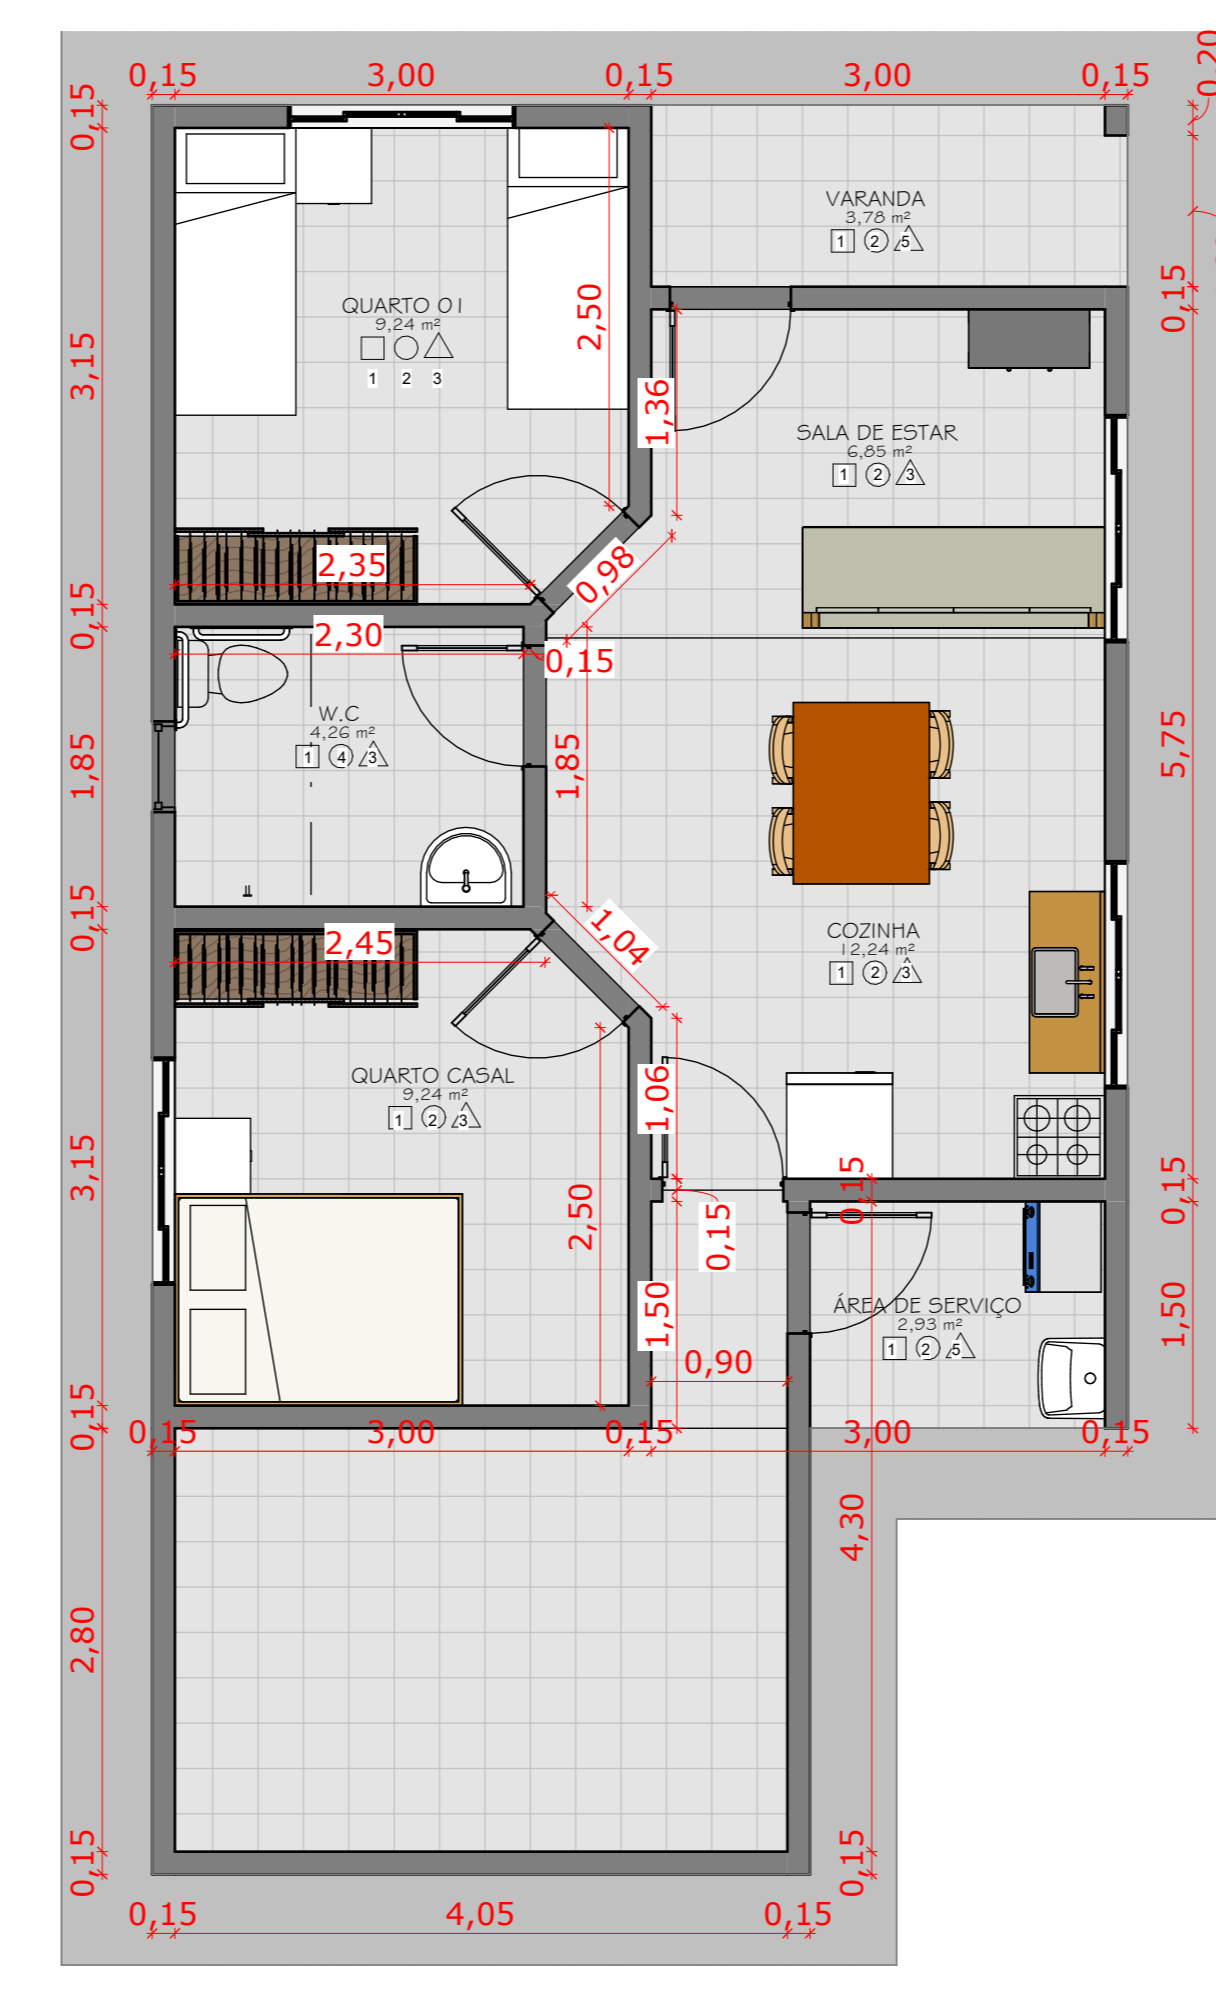 0,15 3,00 0,15 3,00 0,15
0,20
0,15
VARANDA
3,78 m²
1 2 5
QUARTO 01
9,24 m²
1 2 3
2,50
0,15
3,15
1,36
SALA DE ESTAR
6,85 m²
1 2 3
2,35
0,98
0,15
2,30
0,15
W.C
4,26 m²
1 4 3
1,85
1,85
5,75
0,15
2,45
1,04
COZINHA
12,24 m²
1 2 3
QUARTO CASAL
9,24 m²
1 2 3
1,06
3,15
2,50
0,15
0,15
0,15
1,50
ÁREA DE SERVIÇO
2,93 m²
1 2 5
1,50
0,90
0,15
0,15 3,00 0,15 3,00 0,15
4,30
2,80
0,15
0,15
0,15 4,05 0,15